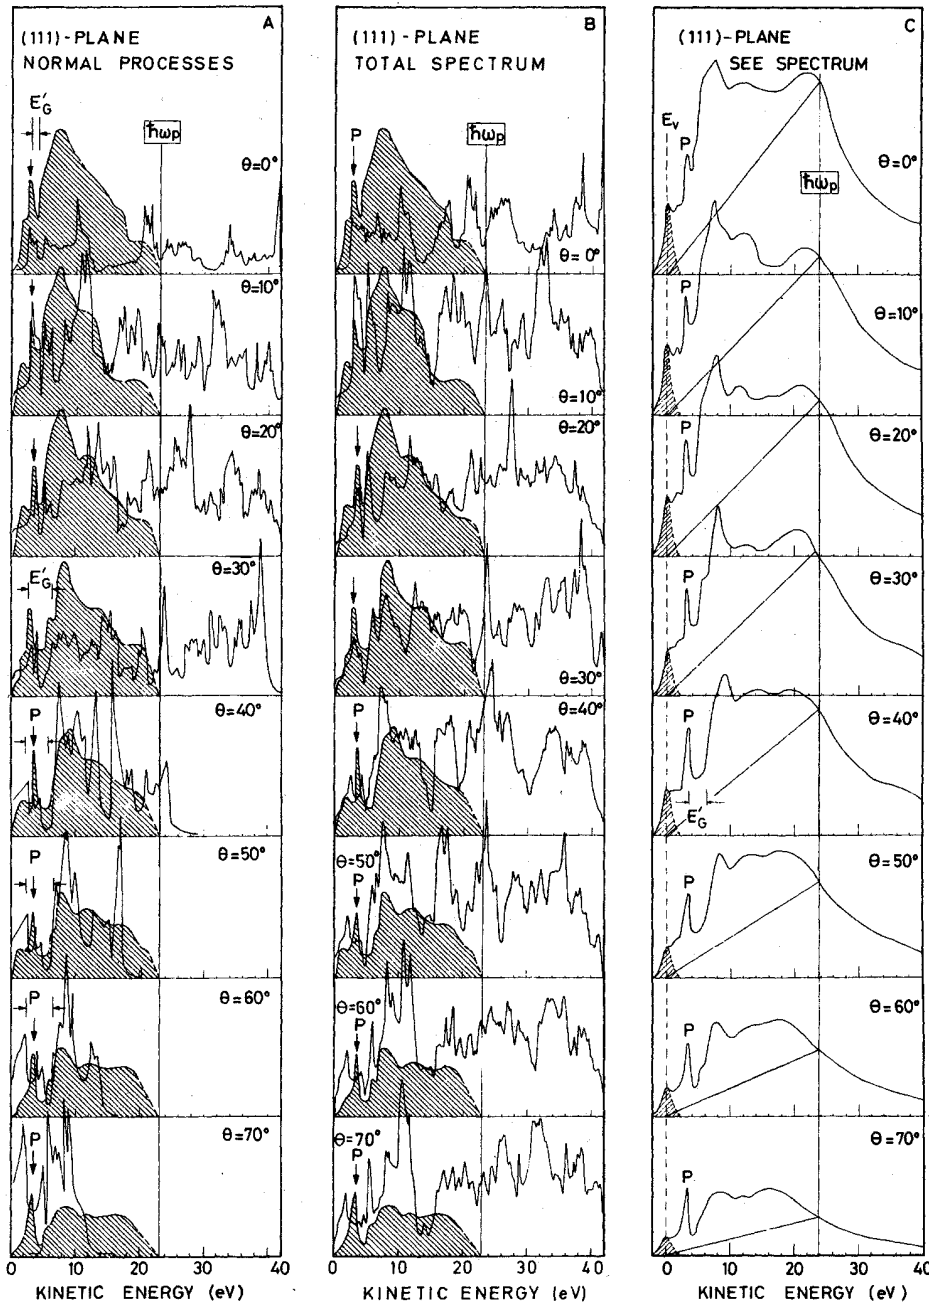 A
(111)-PLANE
NORMAL PROCESSES
E'G
ħωp
θ=0°
θ=10°
θ=20°
E'G
θ=30°
P
θ=40°
P
θ=50°
P
θ=60°
P
θ=70°
0 10 20 30 40
KINETIC ENERGY (eV)
B
(111)-PLANE
TOTAL SPECTRUM
P
ħωp
θ=0°
θ=10°
θ=20°
θ=30°
P
θ=40°
θ=50°
P
θ=60°
P
θ=70°
P
0 10 20 30 40
KINETIC ENERGY (eV)
C
(111)-PLANE
SEE SPECTRUM
Ev
P
θ=0°
ħωp
P
θ=10°
P
θ=20°
P
θ=30°
P
θ=40°
E'G
P
θ=50°
P
θ=60°
P
θ=70°
0 10 20 30 40
KINETIC ENERGY (eV)